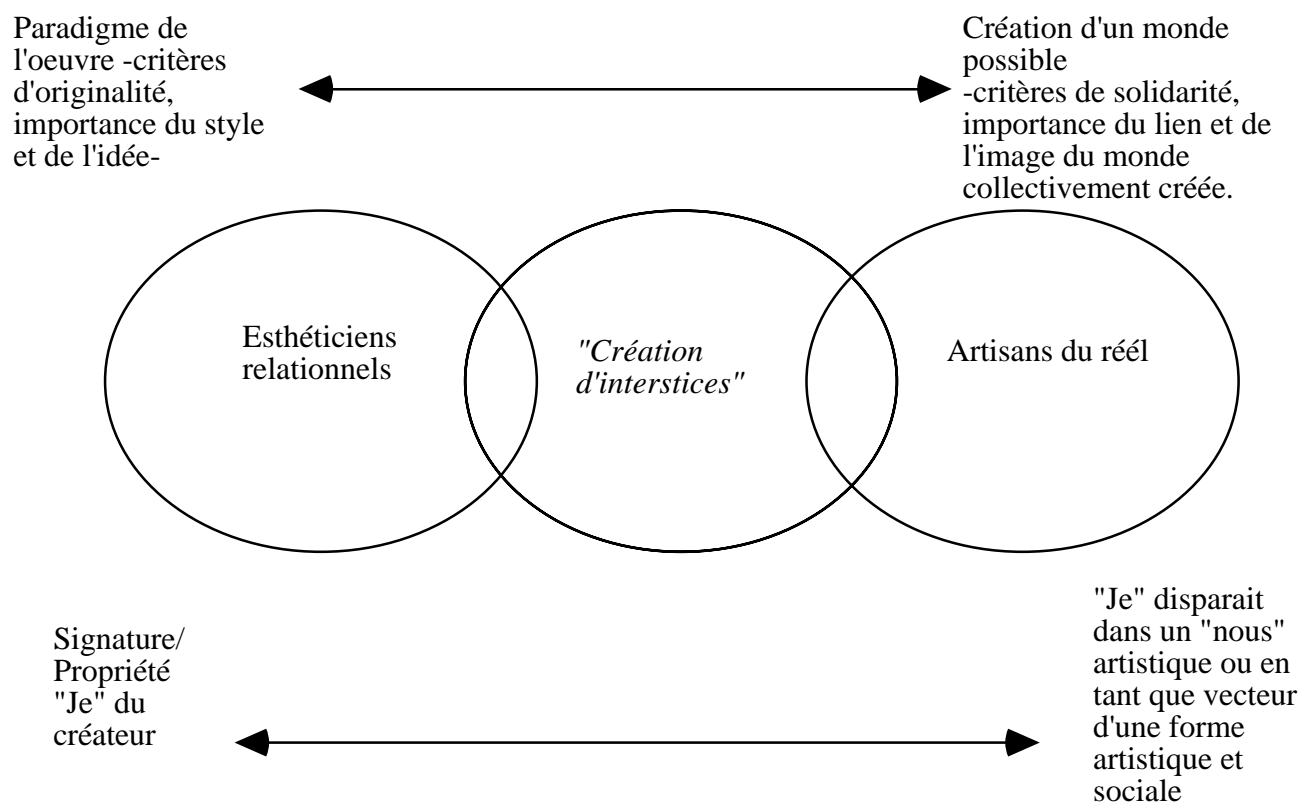 Paradigme de
l'oeuvre -critères
d'originalité,
importance du style
et de l'idée-
Création d'un monde
possible
-critères de solidarité,
importance du lien et de
l'image du monde
collectivement créée.
Esthéticiens
relationnels
"Création
d'interstices"
Artisans du réél
Signature/
Propriété
"Je" du
créateur
"Je" disparait
dans un "nous"
artistique ou en
tant que vecteur
d'une forme
artistique et
sociale